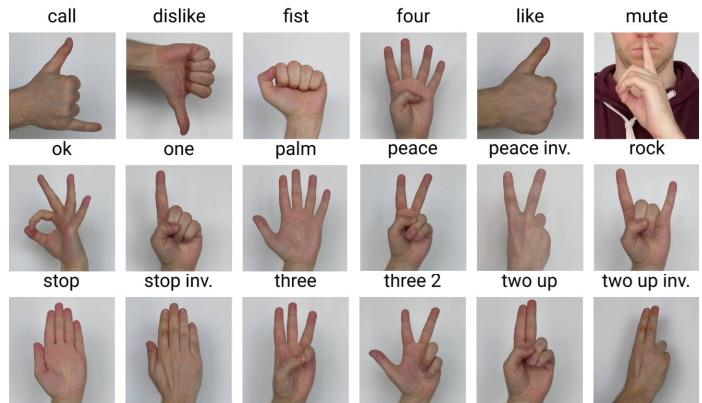 call dislike fist four like mute
ok one palm peace peace inv. rock
stop stop inv. three three 2 two up two up inv.